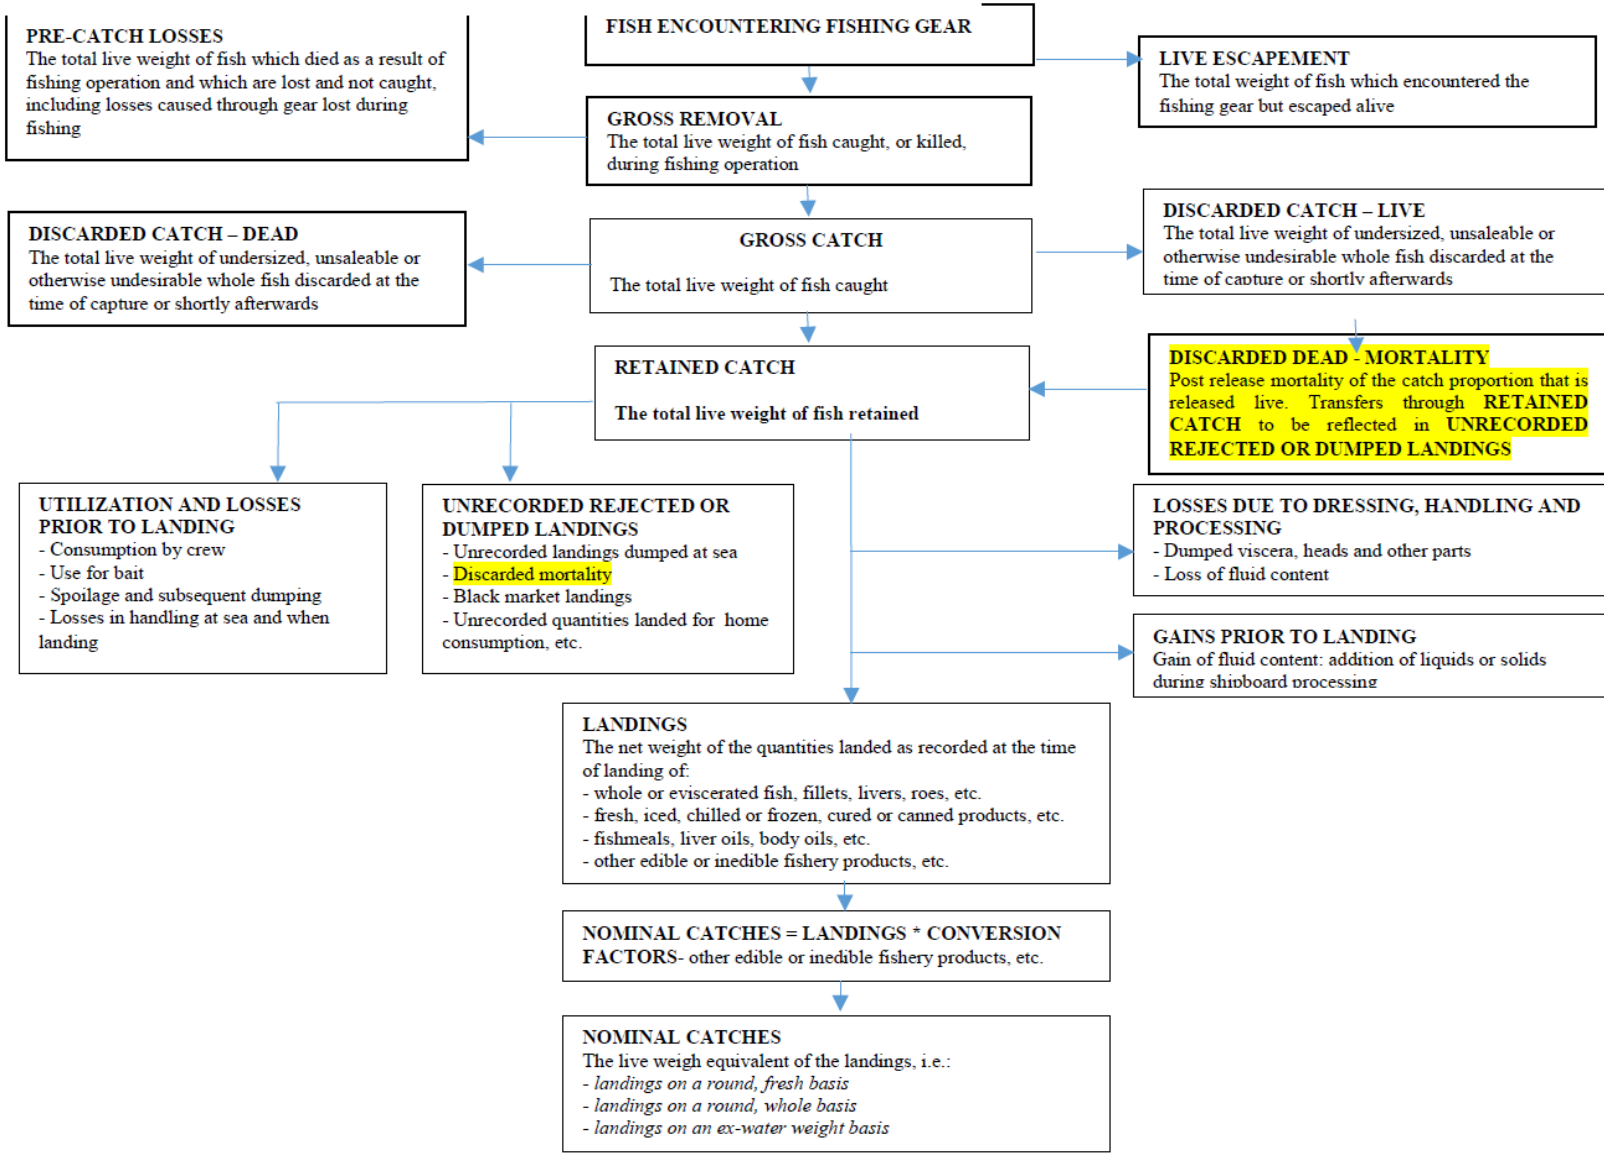 PRE-CATCH LOSSES
The total live weight of fish which died as a result of
fishing operation and which are lost and not caught,
including losses caused through gear lost during
fishing
FISH ENCOUNTERING FISHING GEAR
LIVE ESCAPEMENT
The total weight of fish which encountered the
fishing gear but escaped alive
GROSS REMOVAL
The total live weight of fish caught, or killed,
during fishing operation
DISCARDED CATCH – DEAD
The total live weight of undersized, unsaleable or
otherwise undesirable whole fish discarded at the
time of capture or shortly afterwards
GROSS CATCH
The total live weight of fish caught
DISCARDED CATCH – LIVE
The total live weight of undersized, unsaleable or
otherwise undesirable whole fish discarded at the
time of capture or shortly afterwards
RETAINED CATCH
The total live weight of fish retained
DISCARDED DEAD - MORTALITY
Post release mortality of the catch proportion that is
released live. Transfers through RETAINED
CATCH to be reflected in UNRECORDED
REJECTED OR DUMPED LANDINGS
UTILIZATION AND LOSSES
PRIOR TO LANDING
- Consumption by crew
- Use for bait
- Spoilage and subsequent dumping
- Losses in handling at sea and when
landing
UNRECORDED REJECTED OR
DUMPED LANDINGS
- Unrecorded landings dumped at sea
- Discarded mortality
- Black market landings
- Unrecorded quantities landed for home
consumption, etc.
LOSSES DUE TO DRESSING, HANDLING AND
PROCESSING
- Dumped viscera, heads and other parts
- Loss of fluid content
GAINS PRIOR TO LANDING
Gain of fluid content: addition of liquids or solids
during shipboard processing
LANDINGS
The net weight of the quantities landed as recorded at the time
of landing of:
- whole or eviscerated fish, fillets, livers, roes, etc.
- fresh, iced, chilled or frozen, cured or canned products, etc.
- fishmeals, liver oils, body oils, etc.
- other edible or inedible fishery products, etc.
NOMINAL CATCHES = LANDINGS * CONVERSION
FACTORS- other edible or inedible fishery products, etc.
NOMINAL CATCHES
The live weigh equivalent of the landings, i.e.:
- landings on a round, fresh basis
- landings on a round, whole basis
- landings on an ex-water weight basis